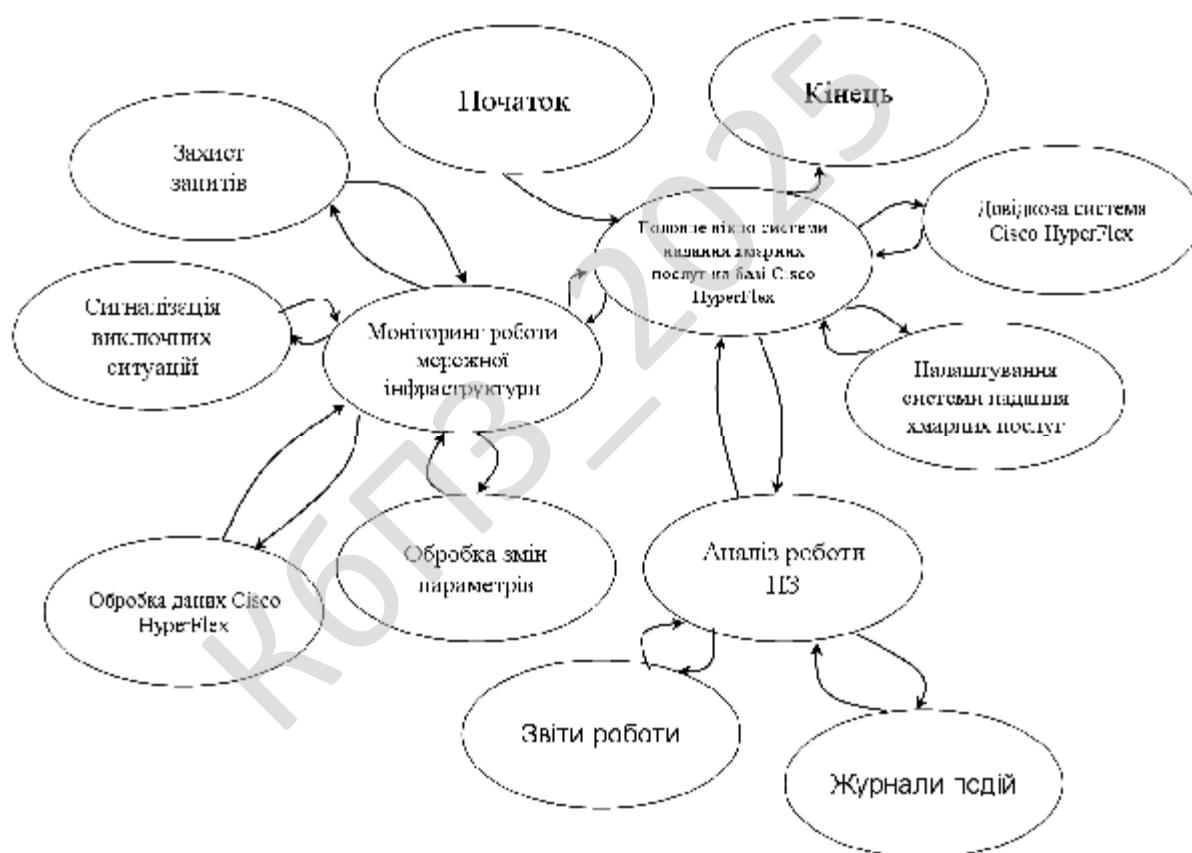 Початок
Кінець
Захист
запитів
Головне вікно системи
надання хмарних
послуг на базі Cisco
HyperFlex
Довідкова система
Cisco HyperFlex
Сигналізація
виключних
ситуацій
Моніторинг роботи
мережної
інфраструктури
Налаштування
системи надання
хмарних послуг
Обробка змін
параметрів
Аналіз роботи
ПЗ
Обробка даних Cisco
HyperFlex
Звіти роботи
Журнали подій
КбПЗ_2025